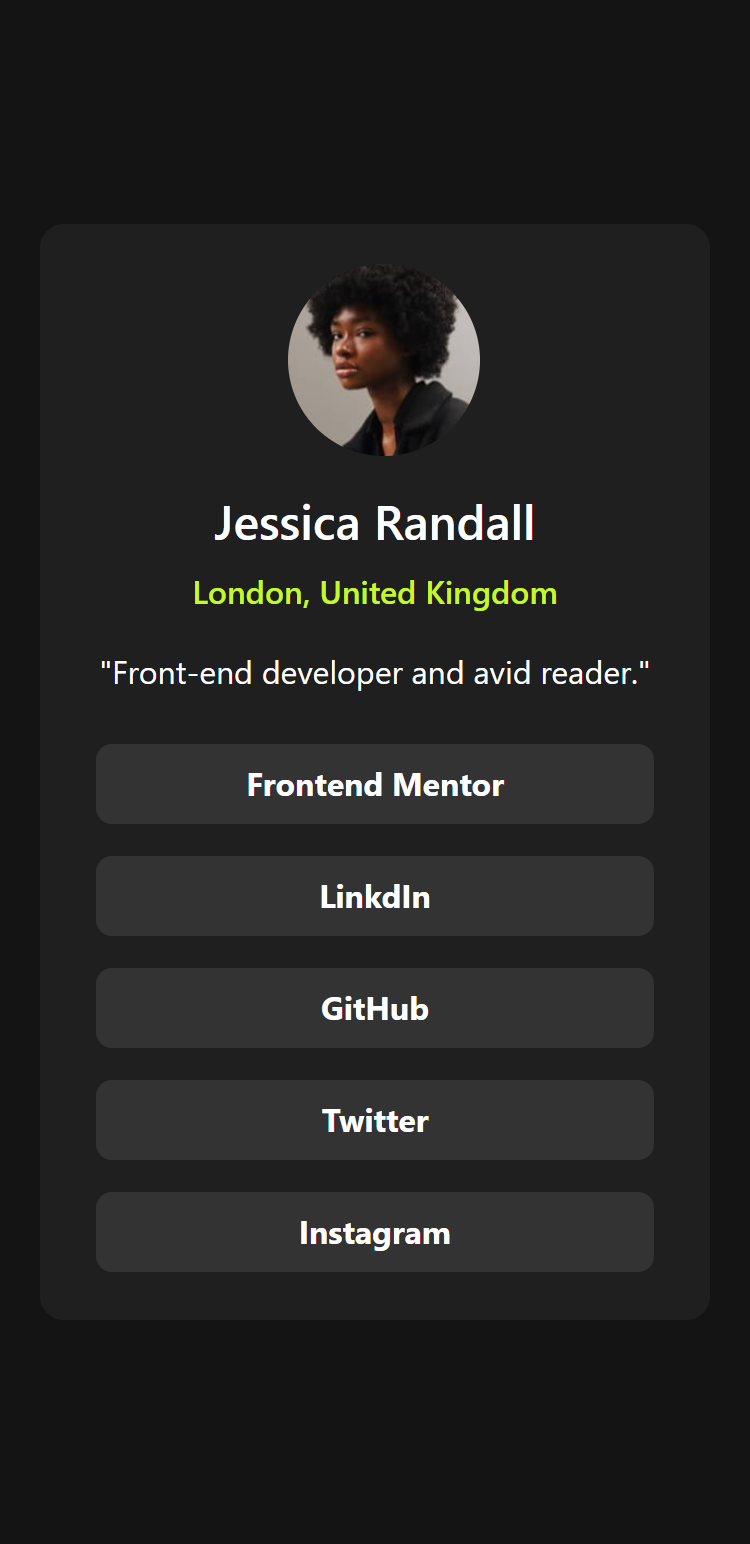 Jessica Randall
London, United Kingdom
"Front-end developer and avid reader."
Frontend Mentor
LinkdIn
GitHub
Twitter
Instagram